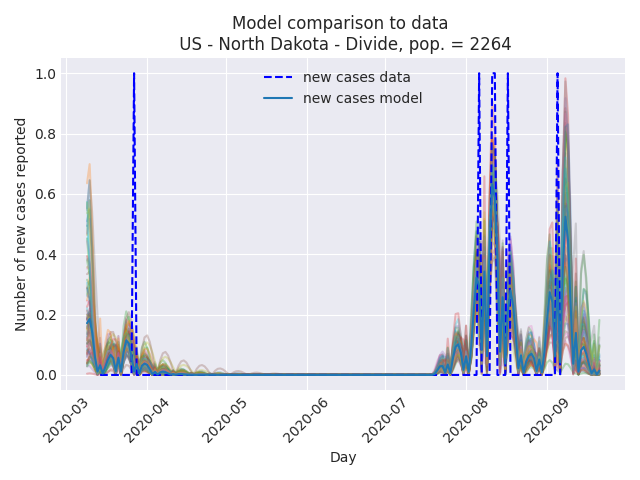 Model comparison to data
US - North Dakota - Divide, pop. = 2264
new cases data
new cases model
Number of new cases reported
1.0
0.8
0.6
0.4
0.2
0.0
2020-03
2020-04
2020-05
2020-06
2020-07
2020-08
2020-09
Day